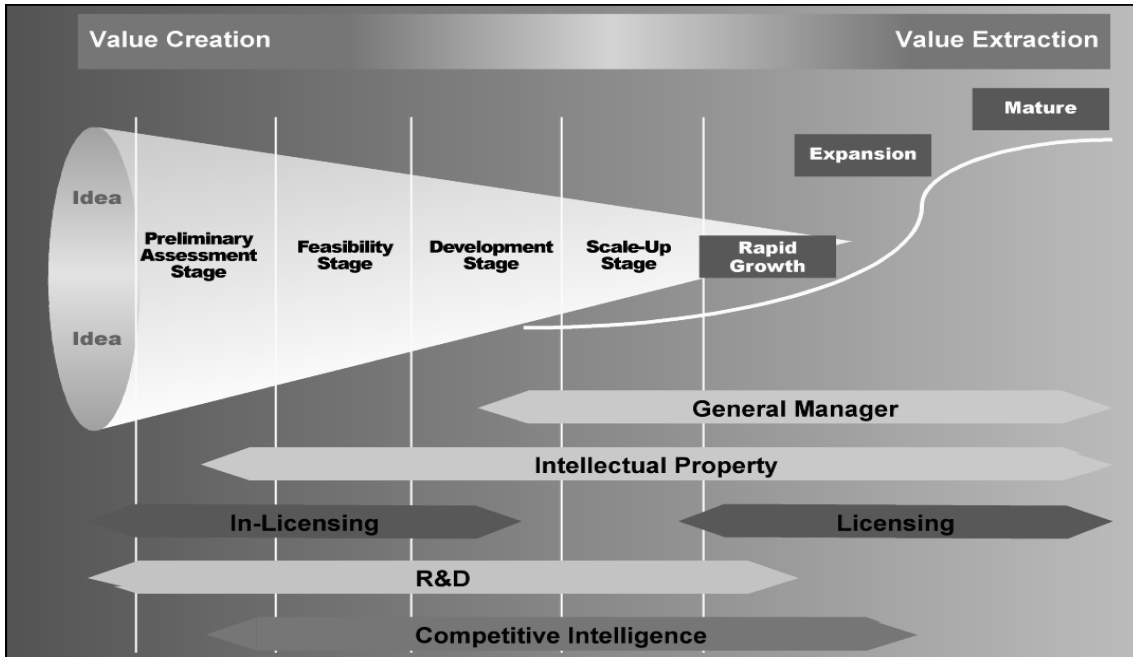 Value Creation
Value Extraction
Mature
Expansion
Idea
Preliminary
Assessment
Stage
Feasibility
Stage
Development
Stage
Scale-Up
Stage
Rapid
Growth
Idea
General Manager
Intellectual Property
In-Licensing
Licensing
R&D
Competitive Intelligence